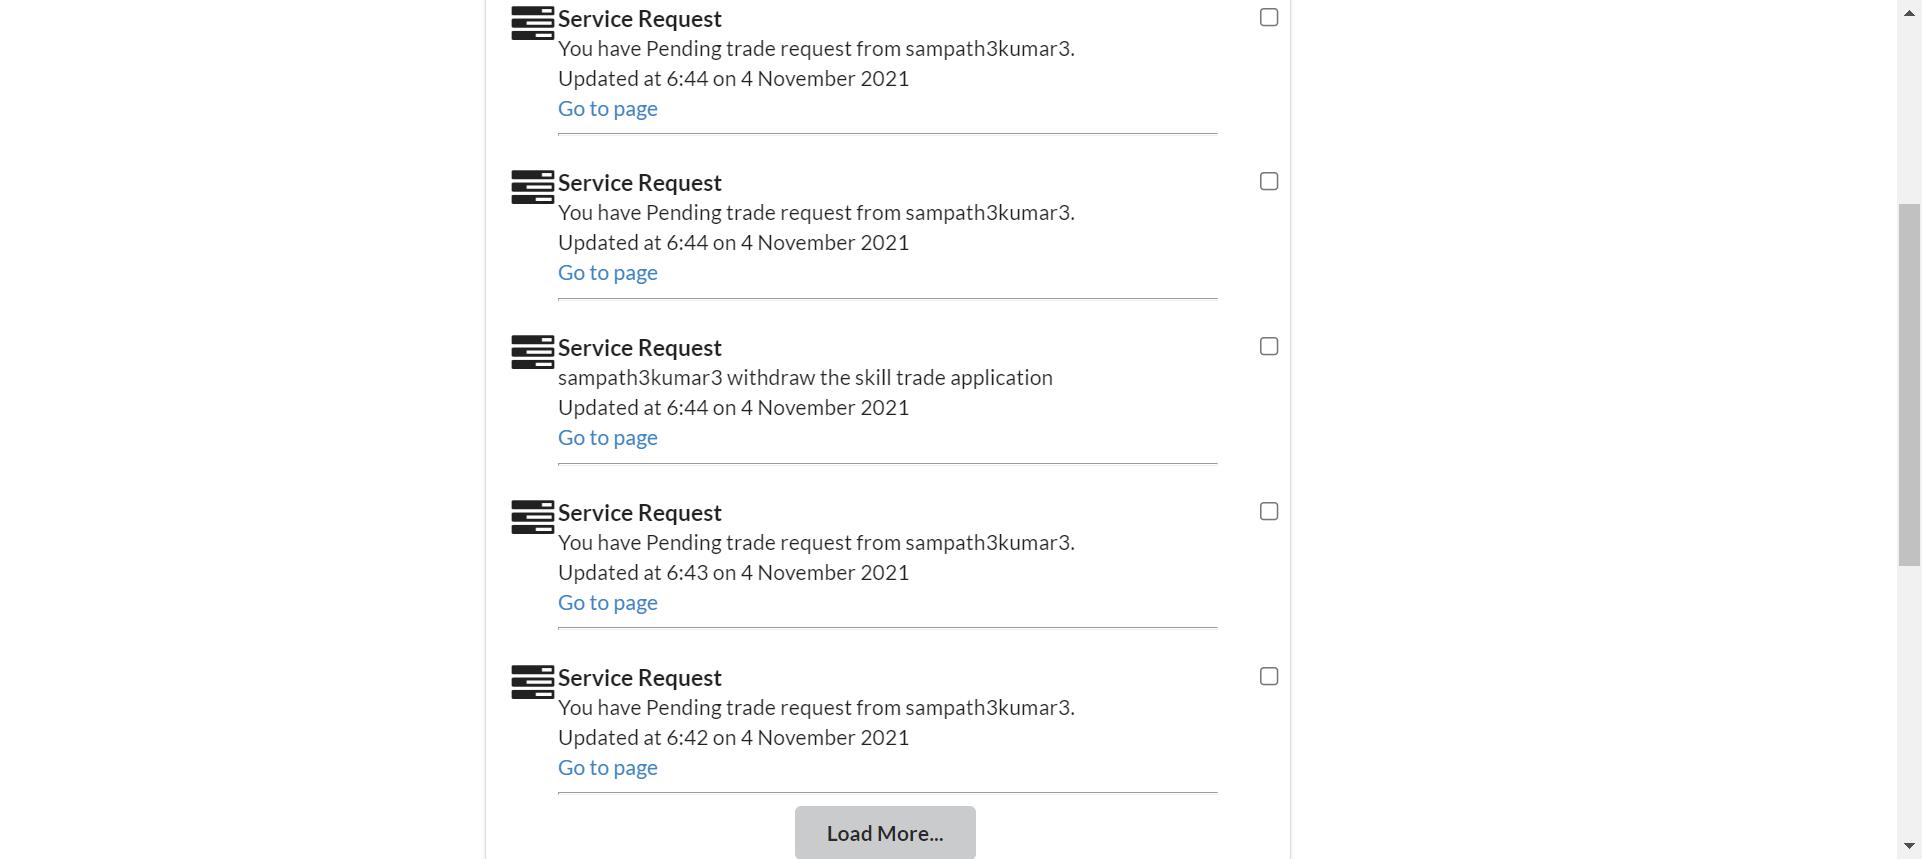 Service Request
You have Pending trade request from sampath3kumar3.
Updated at 6:44 on 4 November 2021
Go to page
Service Request
You have Pending trade request from sampath3kumar3.
Updated at 6:44 on 4 November 2021
Go to page
Service Request
sampath3kumar3 withdraw the skill trade application
Updated at 6:44 on 4 November 2021
Go to page
Service Request
You have Pending trade request from sampath3kumar3.
Updated at 6:43 on 4 November 2021
Go to page
Service Request
You have Pending trade request from sampath3kumar3.
Updated at 6:42 on 4 November 2021
Go to page
Load More...